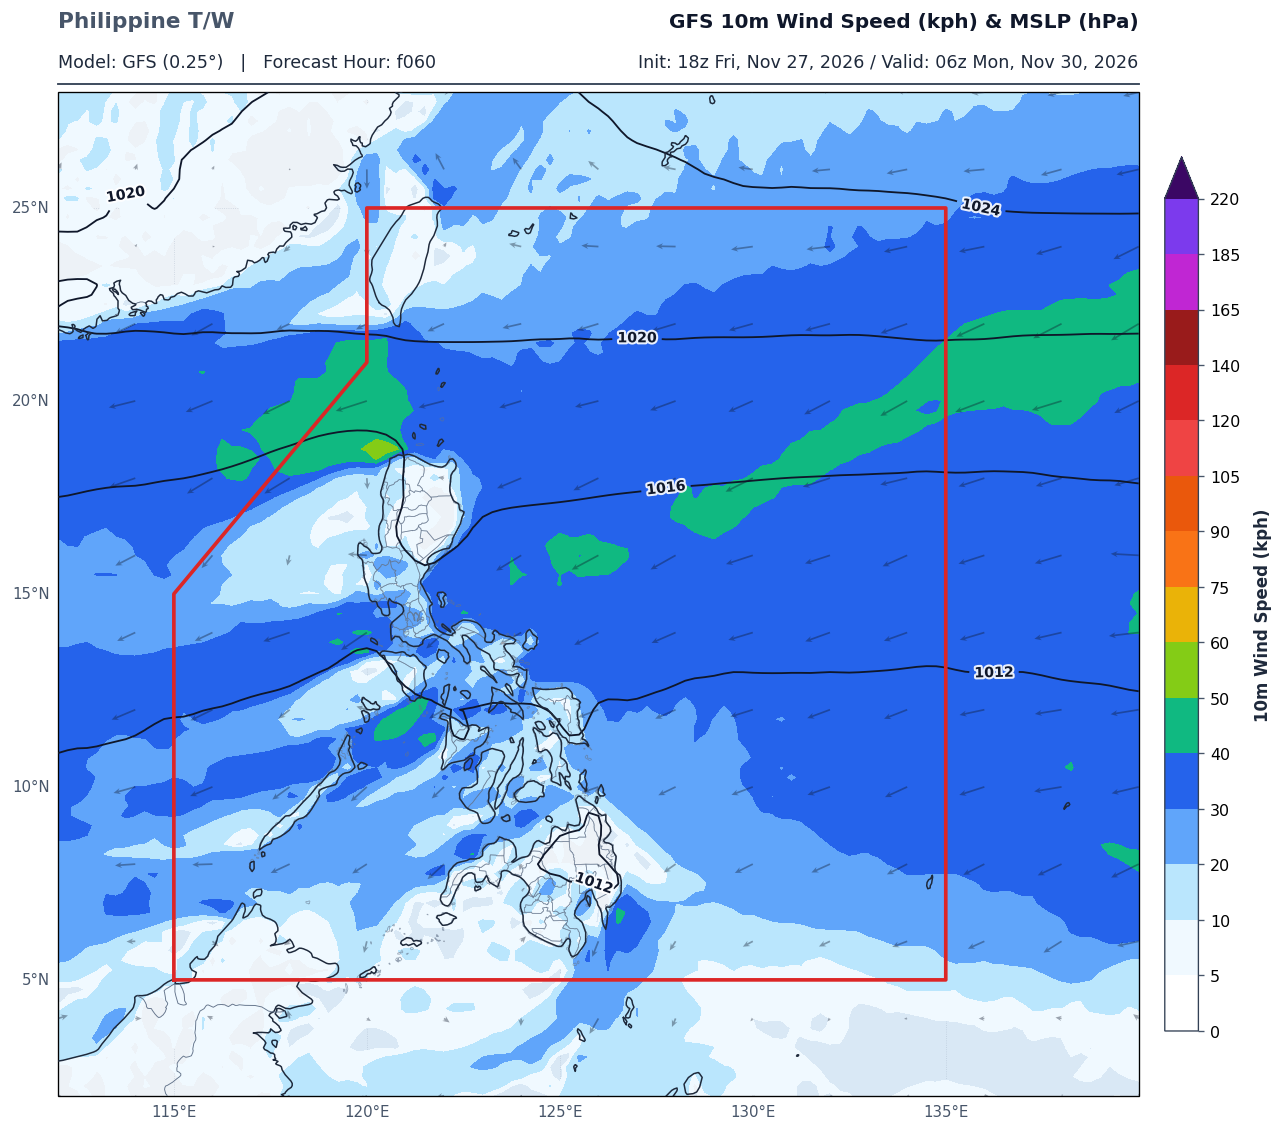 Philippine T/W
GFS 10m Wind Speed (kph) & MSLP (hPa)
Model: GFS (0.25°) | Forecast Hour: f060
Init: 18z Fri, Nov 27, 2026 / Valid: 06z Mon, Nov 30, 2026
1020
1024
1020
1016
1012
1012
25°N
20°N
15°N
10°N
5°N
115°E
120°E
125°E
130°E
135°E
220
185
165
140
120
105
90
75
60
50
40
30
20
10
5
0
10m Wind Speed (kph)